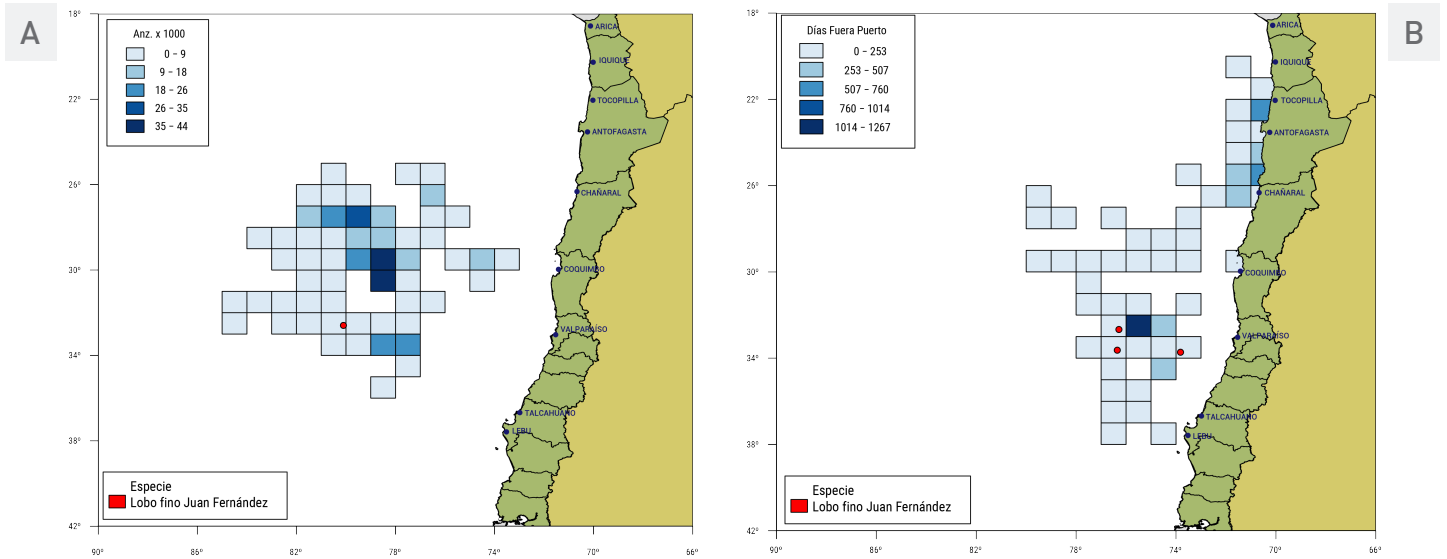 A
Anz. x 1000
0 – 9
9 – 18
18 – 26
26 – 35
35 – 44
18°
22°
26°
30°
34°
38°
42°
90°
86°
82°
78°
74°
70°
66°
ARICA
IQUIQUE
TOCOPILLA
ANTOFAGASTA
CHAÑARAL
COQUIMBO
VALPARAÍSO
TALCAHUANO
LEBU
Especie
Lobo fino Juan Fernández
B
Días Fuera Puerto
0 – 253
253 – 507
507 – 760
760 – 1014
1014 – 1267
18°
22°
26°
30°
34°
38°
42°
90°
86°
82°
78°
74°
70°
66°
ARICA
IQUIQUE
TOCOPILLA
ANTOFAGASTA
CHAÑARAL
COQUIMBO
VALPARAÍSO
TALCAHUANO
LEBU
Especie
Lobo fino Juan Fernández